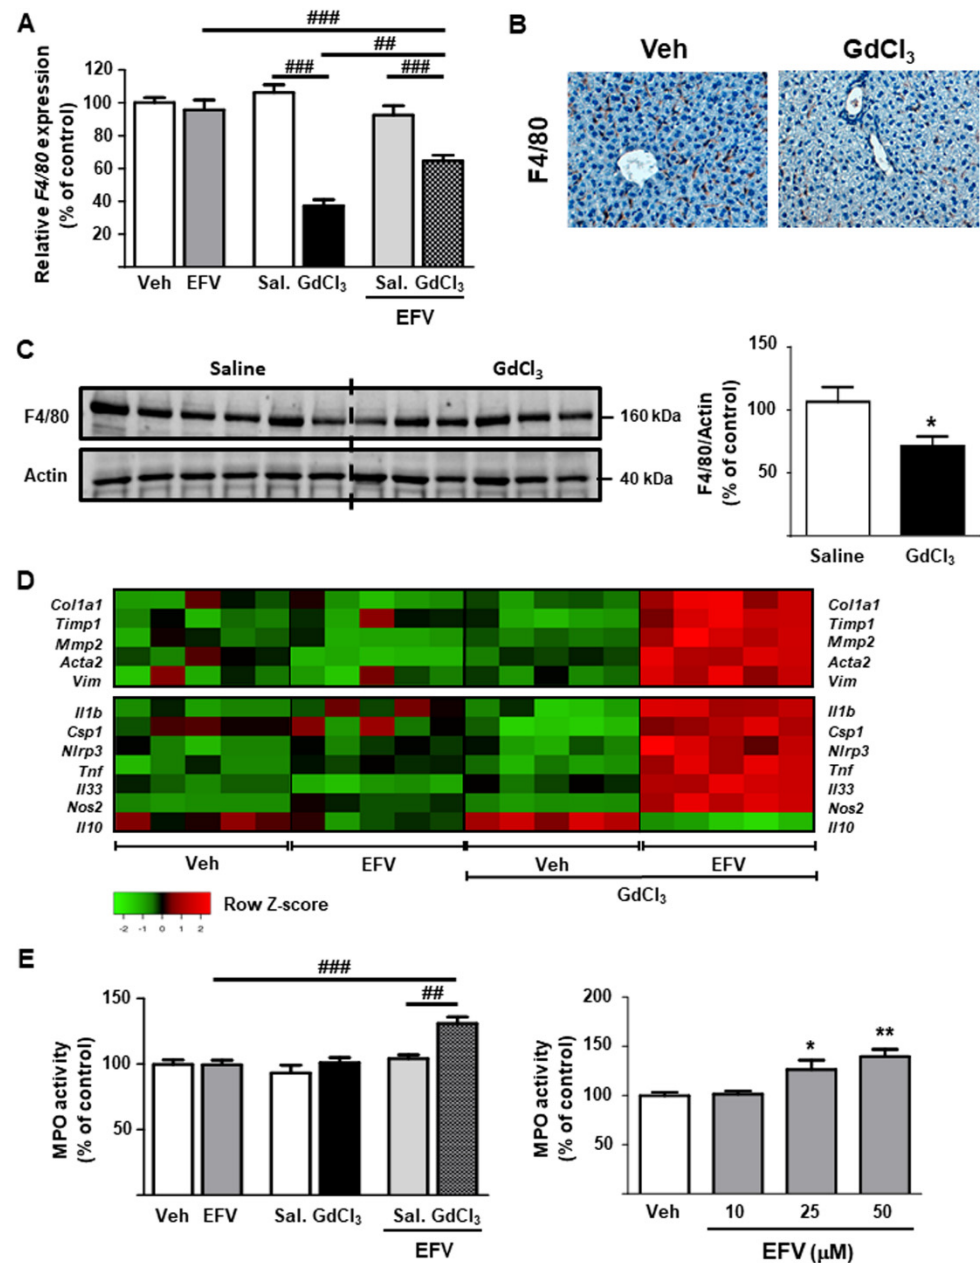 A
###
##
###
###
Relative F4/80 expression
(% of control)
120
100
80
60
40
20
Veh EFV Sal. GdCl₃ Sal. GdCl₃
EFV
B
Veh GdCl₃
F4/80
C
Saline GdCl₃
F4/80
160 kDa
Actin
40 kDa
F4/80/Actin
(% of control)
150
100
50
*
Saline GdCl₃
D
Col1a1 Col1a1
Timp1 Timp1
Mmp2 Mmp2
Acta2 Acta2
Vim Vim
Il1b Il1b
Csp1 Csp1
Nlrp3 Nlrp3
Tnf Tnf
Il33 Il33
Nos2 Nos2
Il10 Il10
Veh EFV Veh EFV
GdCl₃
Row Z-score
-2 -1 0 1 2
E
###
##
MPO activity
(% of control)
150
100
50
Veh EFV Sal. GdCl₃ Sal. GdCl₃
EFV
MPO activity
(% of control)
200
150
100
50
*
**
Veh 10 25 50
EFV (μM)